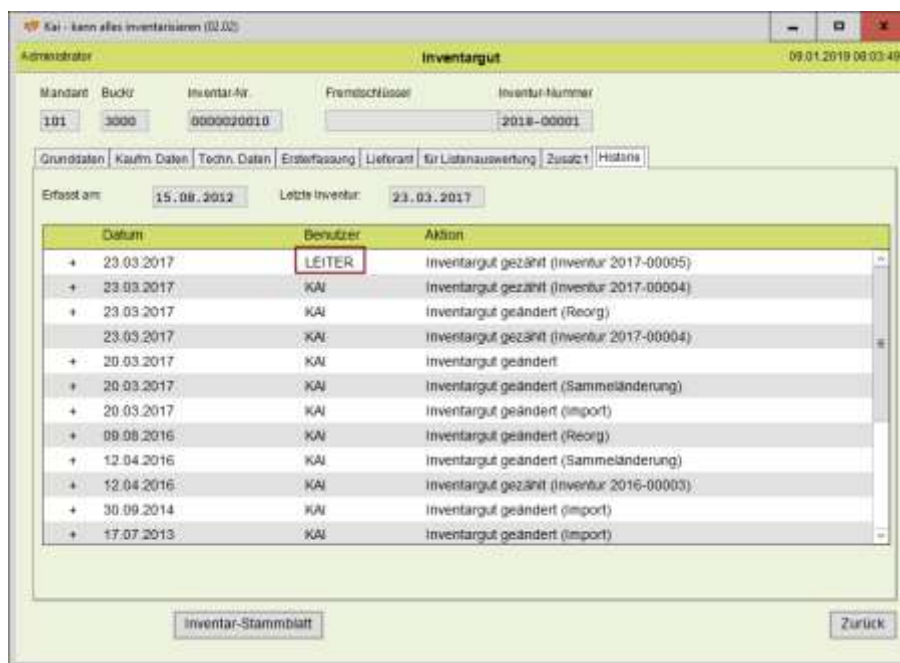 Kai - kann alles inventarisieren (02.02)
Administrator Inventargut 09.01.2019 08:03:49
Mandant BucKr Inventar-Nr. Fremdschlüssel Inventur-Nummer
101 3000 0000020010 2018-00001
Grunddaten Kaufm. Daten Techn. Daten Ersterfassung Lieferant für Listenauswertung Zusatz1 Historie
Erfasst am: 15.08.2012 Letzte Inventur: 23.03.2017
Datum Benutzer Aktion
+ 23.03.2017 LEITER Inventargut gezählt (Inventur 2017-00005)
+ 23.03.2017 KAI Inventargut gezählt (Inventur 2017-00004)
+ 23.03.2017 KAI Inventargut geändert (Reorg)
23.03.2017 KAI Inventargut gezählt (Inventur 2017-00004)
+ 20.03.2017 KAI Inventargut geändert
+ 20.03.2017 KAI Inventargut geändert (Sammeländerung)
+ 20.03.2017 KAI Inventargut geändert (Import)
+ 09.08.2016 KAI Inventargut geändert (Reorg)
+ 12.04.2016 KAI Inventargut geändert (Sammeländerung)
+ 12.04.2016 KAI Inventargut gezählt (Inventur 2016-00003)
+ 30.09.2014 KAI Inventargut geändert (Import)
+ 17.07.2013 KAI Inventargut geändert (Import)
Inventar-Stammblatt Zurück